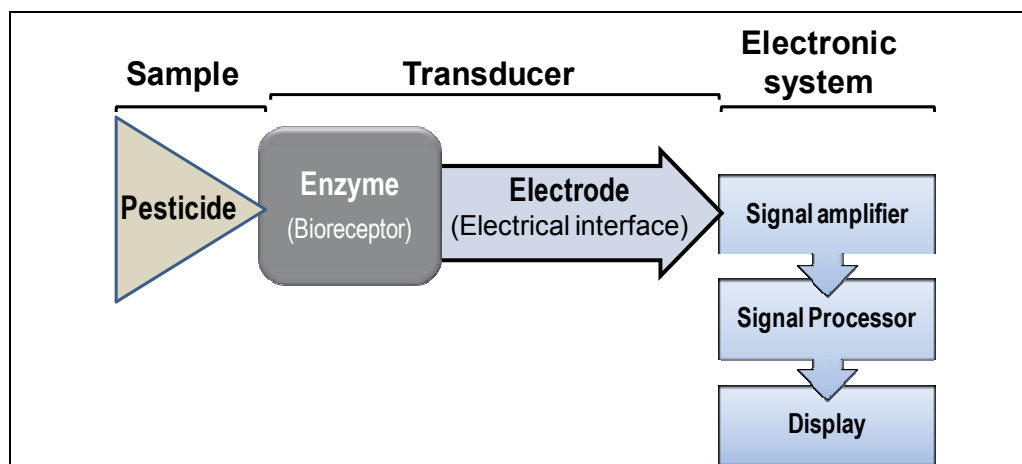 Sample
Transducer
Electronic
system
Pesticide
Enzyme
(Bioreceptor)
Electrode
(Electrical interface)
Signal amplifier
Signal Processor
Display